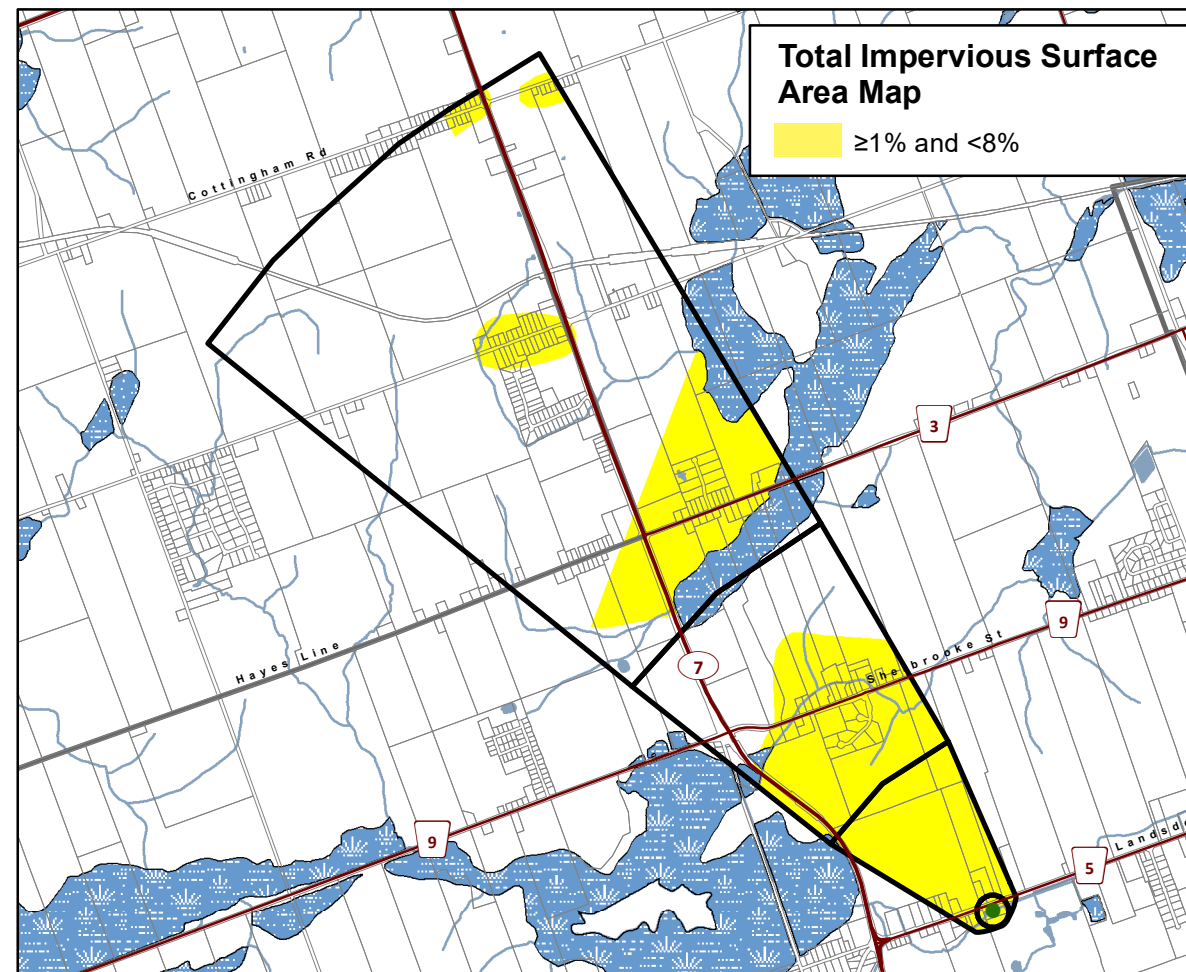 Total Impervious Surface
Area Map
≥1% and <8%
Cottingham Rd
3
9
Sherbrooke St
Hayes Line
7
9
5